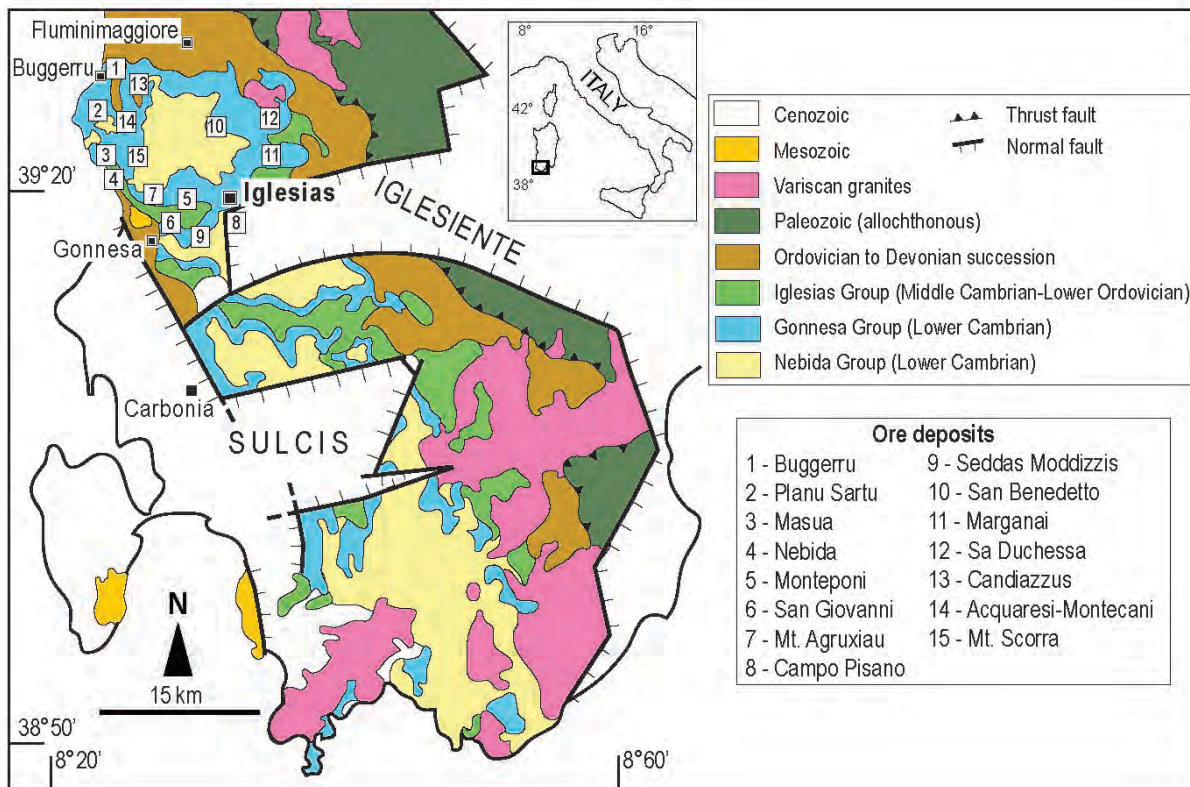 Fluminimaggiore
Buggerru
1
13
2
14
10
12
3
15
11
4
7
5
Iglesias
6
9
8
Gonnesa
IGLESIENTE
Carbonia
SULCIS
N
15 km
39°20'
38°50'
8°20'
8°60'
8°
16°
42°
38°
ITALY
Cenozoic
Mesozoic
Variscan granites
Paleozoic (allochthonous)
Ordovician to Devonian succession
Iglesias Group (Middle Cambrian-Lower Ordovician)
Gonnesa Group (Lower Cambrian)
Nebida Group (Lower Cambrian)
Thrust fault
Normal fault
Ore deposits
1 - Buggerru
2 - Planu Sartu
3 - Masua
4 - Nebida
5 - Monteponi
6 - San Giovanni
7 - Mt. Agruxiau
8 - Campo Pisano
9 - Seddas Moddizzis
10 - San Benedetto
11 - Marganai
12 - Sa Duchessa
13 - Candiazzus
14 - Acquaresi-Montecani
15 - Mt. Scorra